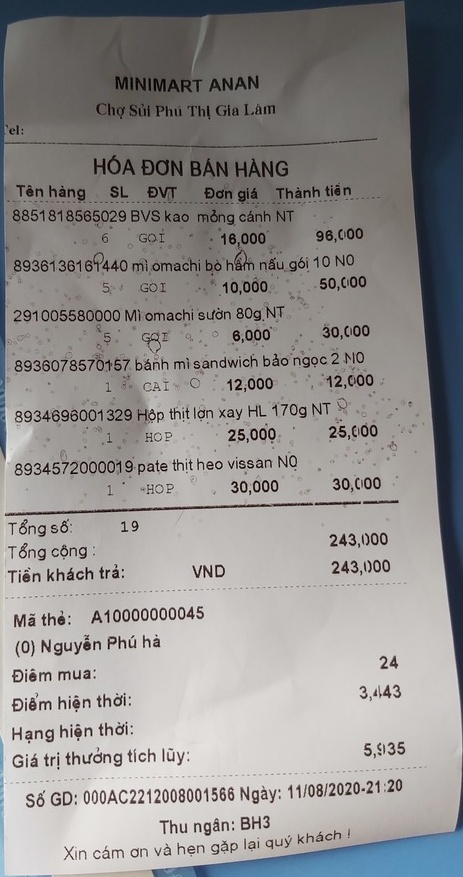 MINIMART ANAN
Chợ Sủi Phú Thị Gia Lâm
Tel:
HÓA ĐƠN BÁN HÀNG
Tên hàng SL ĐVT Đơn giá Thành tiền
8851818565029 BVS kao mỏng cánh NT
6 GOI 16,000 96,000
8936136161440 mì omachi bò hầm nấu gói 10 NO
5 GOI 10,000 50,000
291005580000 Mì omachi sườn 80g NT
5 GOI 6,000 30,000
8936078570157 bánh mì sandwich bảo ngọc 2 NO
1 CAI 12,000 12,000
8934696001329 Hộp thịt lợn xay HL 170g NT
1 HOP 25,000 25,000
8934572000019 pate thịt heo vissan NO
1 HOP 30,000 30,000
Tổng số: 19
Tổng cộng : 243,000
Tiền khách trả: VND 243,000
Mã thẻ: A10000000045
(0) Nguyễn Phú hà
Điểm mua: 24
Điểm hiện thời: 3,443
Hạng hiện thời:
Giá trị thưởng tích lũy: 5,935
Số GD: 000AC2212008001566 Ngày: 11/08/2020-21:20
Thu ngân: BH3
Xin cám ơn và hẹn gặp lại quý khách !